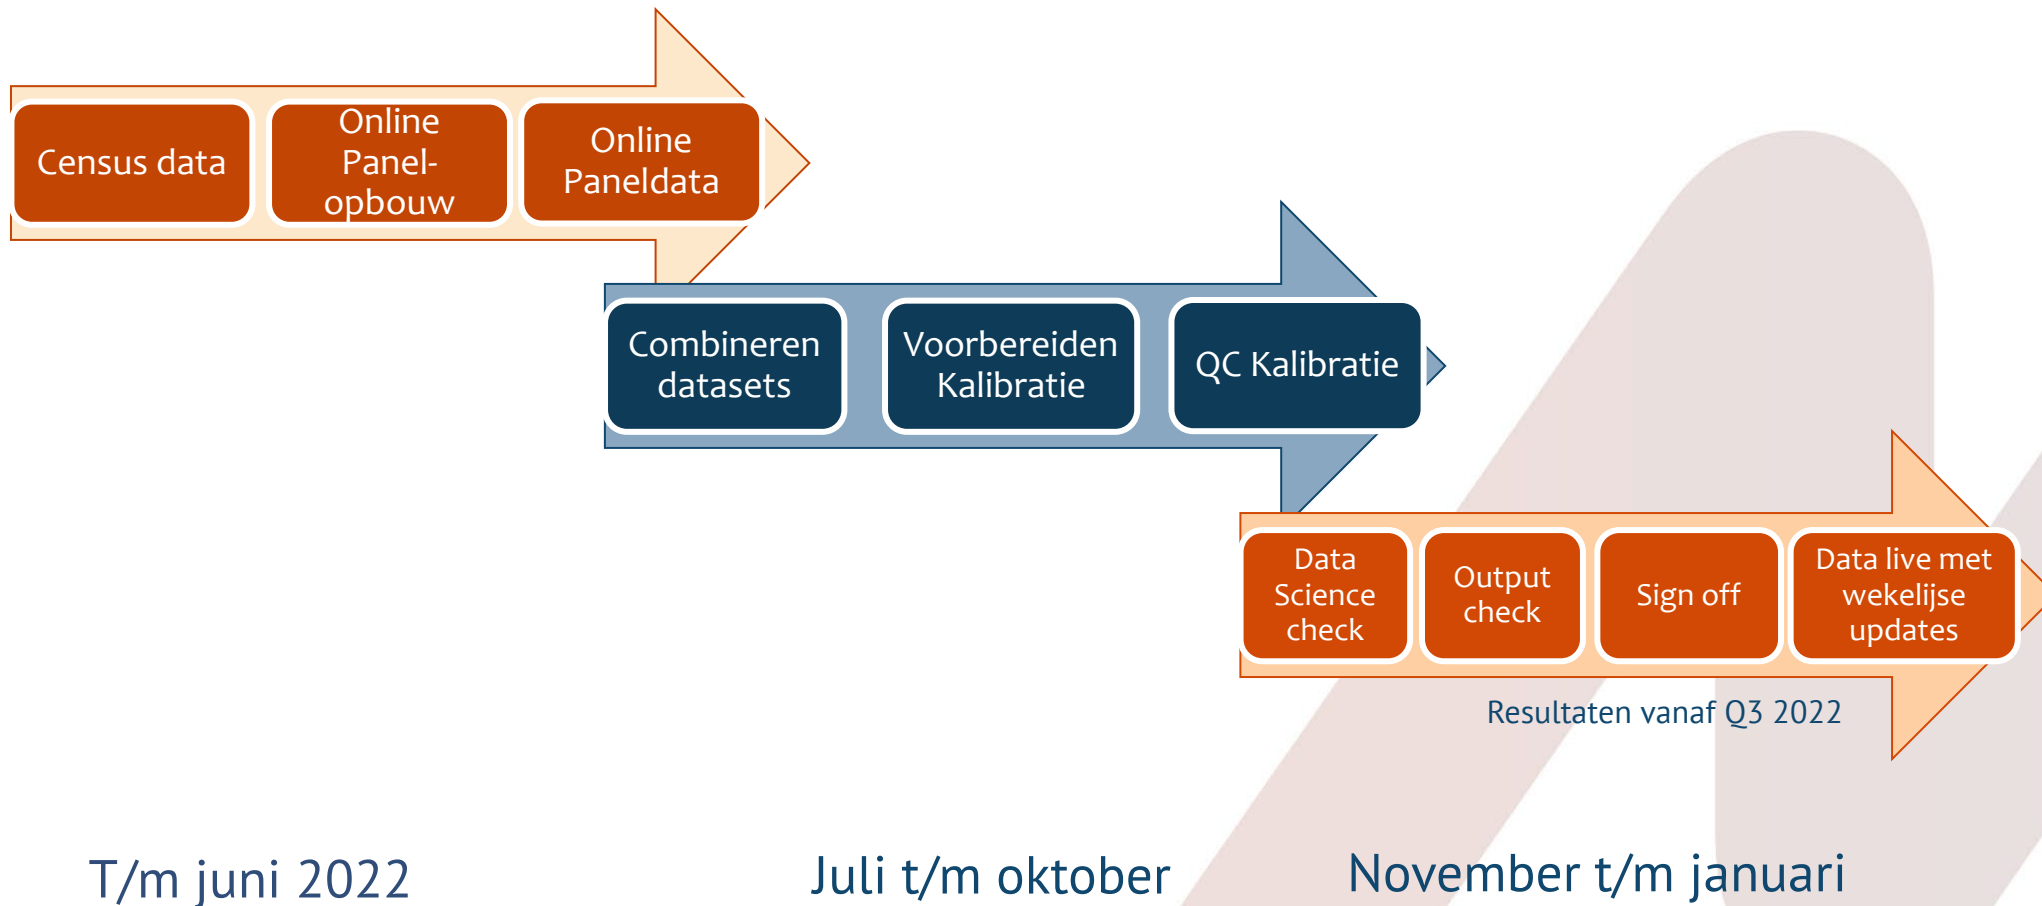 Census data
Online
Panel-
opbouw
Online
Paneldata
Combineren
datasets
Voorbereiden
Kalibratie
QC Kalibratie
Data
Science
check
Output
check
Sign off
Data live met
wekelijse
updates
Resultaten vanaf Q3 2022
T/m juni 2022
Juli t/m oktober
November t/m januari